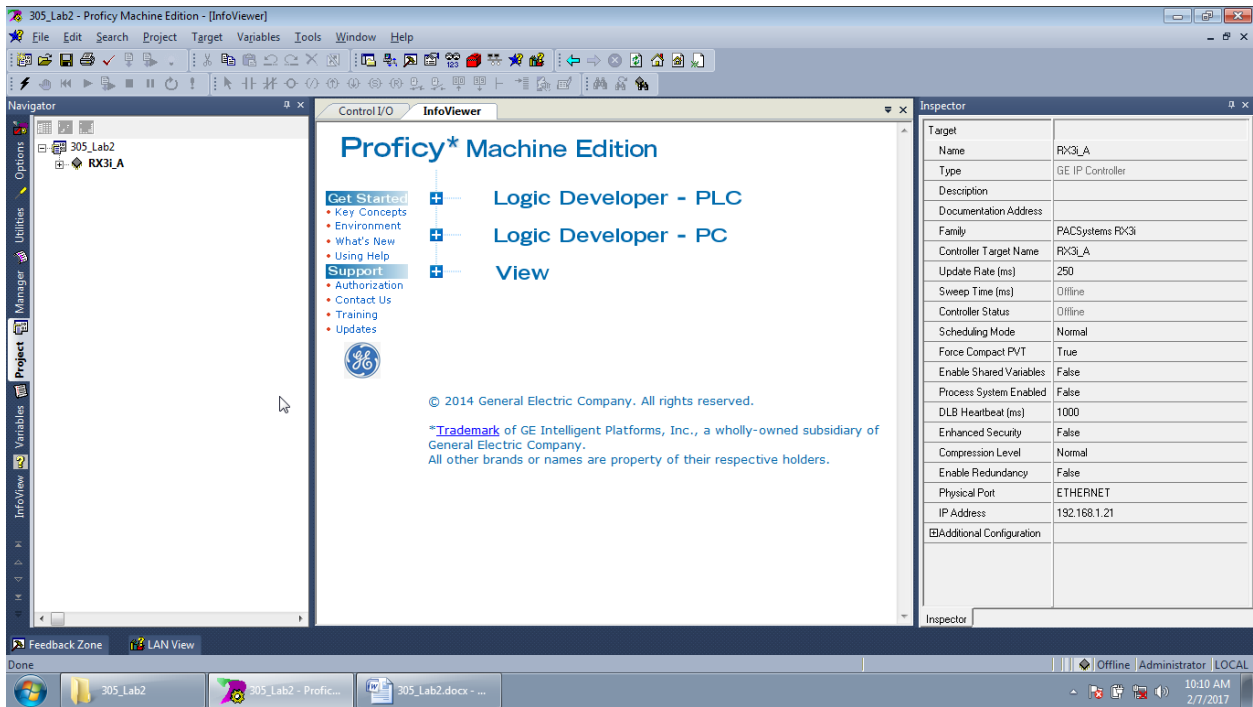 305_Lab2 - Proficy Machine Edition - [InfoViewer]
File Edit Search Project Target Variables Tools Window Help
Navigator
Options
Utilities
Manager
Project
Variables
InfoView
305_Lab2
RX3i_A
Control I/O InfoViewer
Proficy* Machine Edition
Get Started
Key Concepts
Environment
What's New
Using Help
Support
Authorization
Contact Us
Training
Updates
Logic Developer - PLC
Logic Developer - PC
View
© 2014 General Electric Company. All rights reserved.
*Trademark of GE Intelligent Platforms, Inc., a wholly-owned subsidiary of
General Electric Company.
All other brands or names are property of their respective holders.
Inspector
Target
Name RX3i_A
Type GE IP Controller
Description
Documentation Address
Family PACSystems RX3i
Controller Target Name RX3i_A
Update Rate (ms) 250
Sweep Time (ms) Offline
Controller Status Offline
Scheduling Mode Normal
Force Compact PVT True
Enable Shared Variables False
Process System Enabled False
DLB Heartbeat (ms) 1000
Enhanced Security False
Compression Level Normal
Enable Redundancy False
Physical Port ETHERNET
IP Address 192.168.1.21
Additional Configuration
Inspector
Feedback Zone LAN View
Done
Offline Administrator LOCAL
305_Lab2 305_Lab2 - Profic... 305_Lab2.docx - ...
10:10 AM
2/7/2017